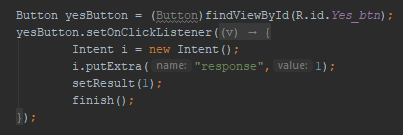 Button yesButton = (Button)findViewById(R.id.Yes_btn);
yesButton.setOnClickListener((v) → {
Intent i = new Intent();
i.putExtra( name: "response", value: 1);
setResult(1);
finish();
});